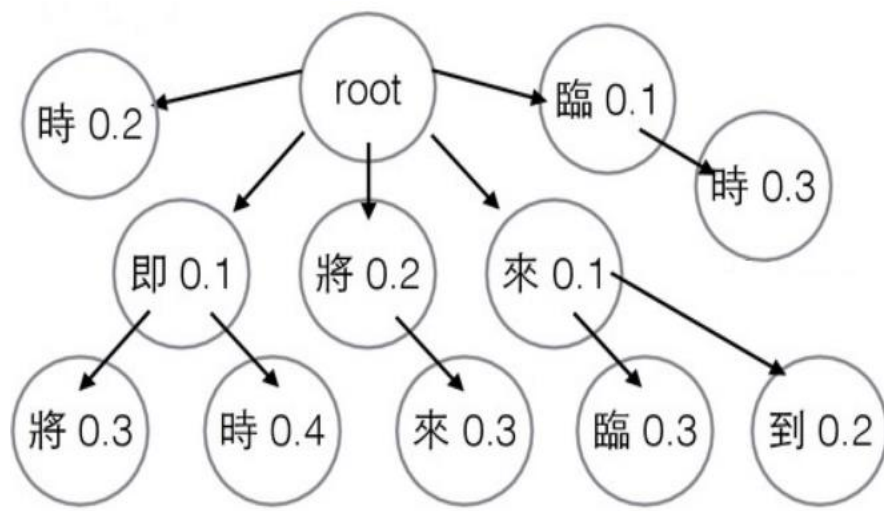 root
時 0.2
臨 0.1
時 0.3
即 0.1
將 0.2
來 0.1
將 0.3
時 0.4
來 0.3
臨 0.3
到 0.2